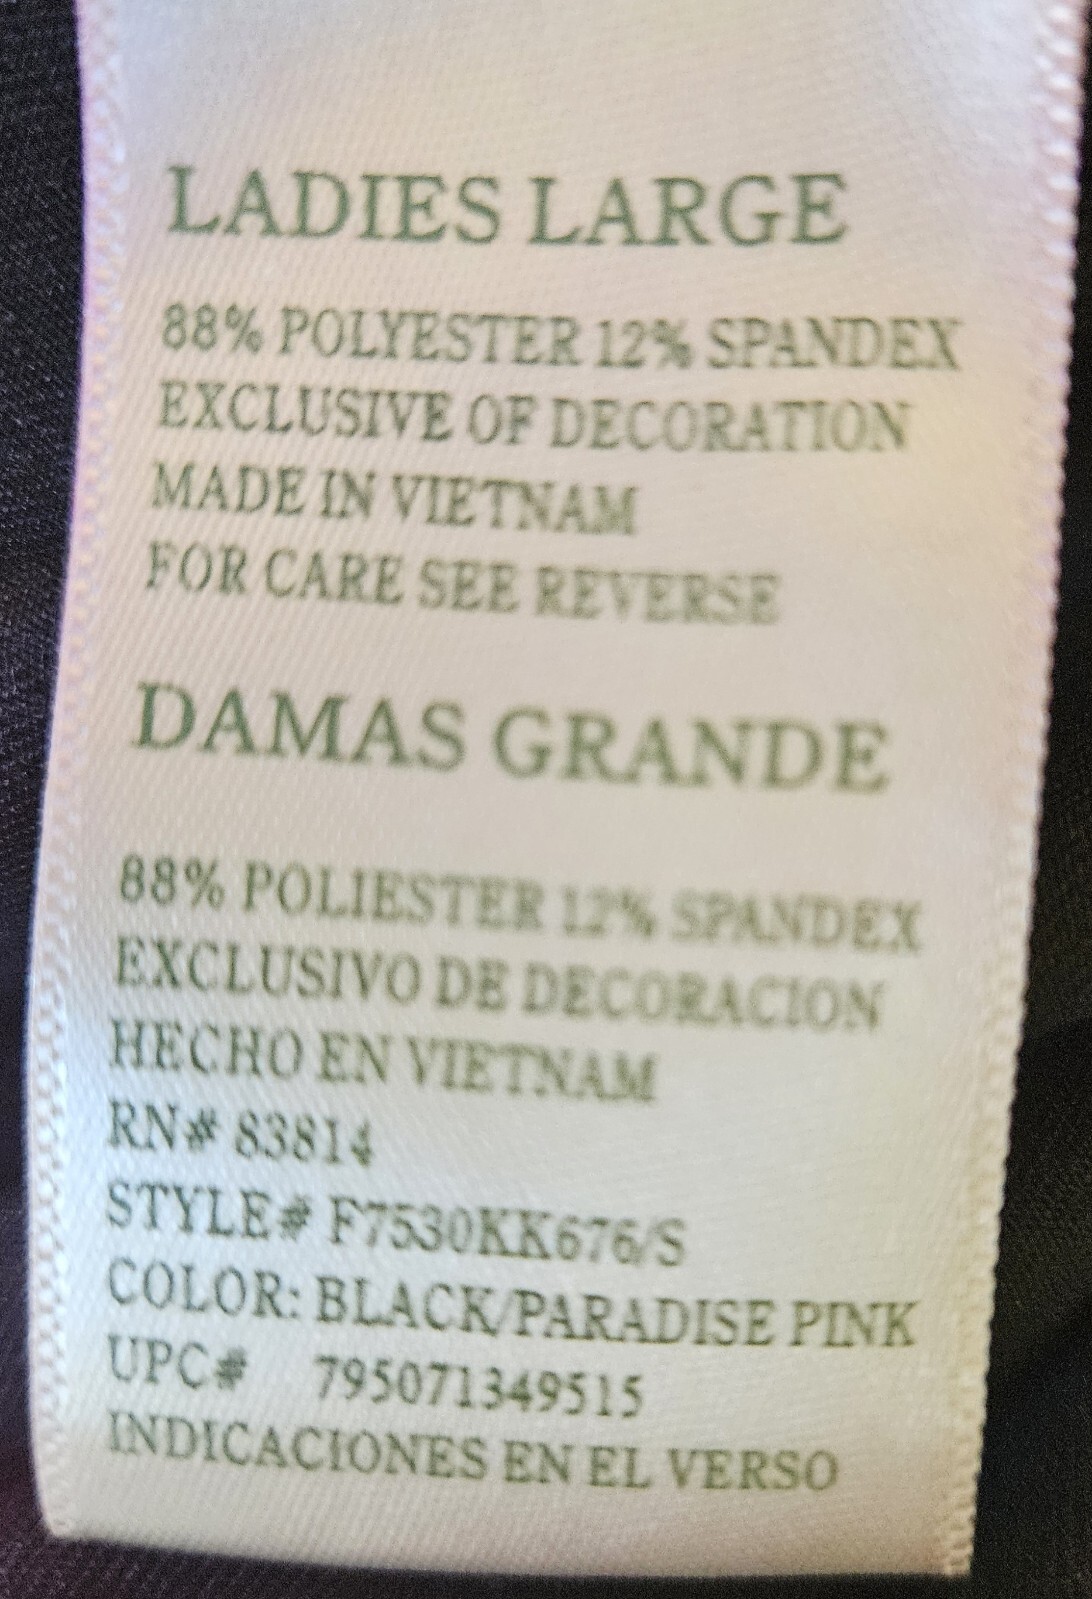 LADIES LARGE
88% POLYESTER 12% SPANDEX
EXCLUSIVE OF DECORATION
MADE IN VIETNAM
FOR CARE SEE REVERSE
DAMAS GRANDE
88% POLIESTER 12% SPANDEX
EXCLUSIVO DE DECORACION
HECHO EN VIETNAM
RN# 83814
STYLE# F7530KK676/S
COLOR: BLACK/PARADISE PINK
UPC# 795071349515
INDICACIONES EN EL VERSO